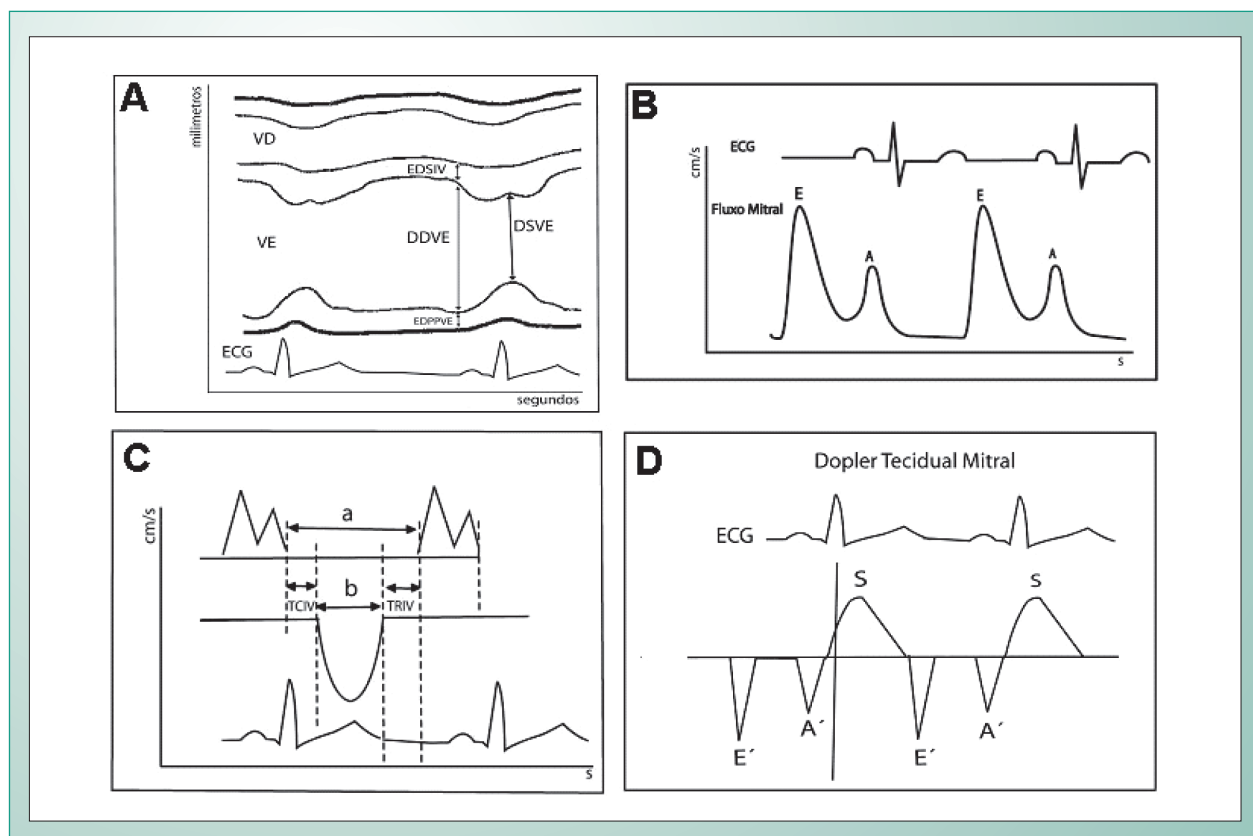 A
milímetros
VD
EDSIV
DDVE
DSVE
VE
EDPPVE
ECG
segundos
B
ECG
cm/s
Fluxo Mitral
E
A
E
A
s
C
cm/s
a
TCIV
b
TRIV
s
D
Dopler Tecidual Mitral
ECG
S
S
E´
A´
E´
A´